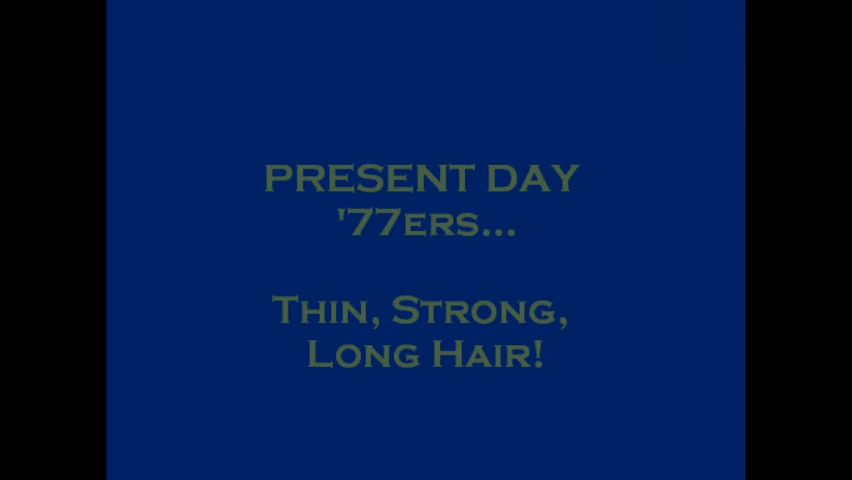 PRESENT DAY
'77ERS...
THIN, STRONG,
LONG HAIR!